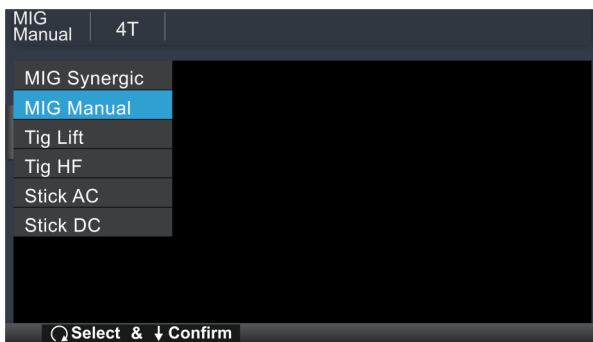 MIG
Manual 4T
MIG Synergic
MIG Manual
Tig Lift
Tig HF
Stick AC
Stick DC
Select & ↓ Confirm